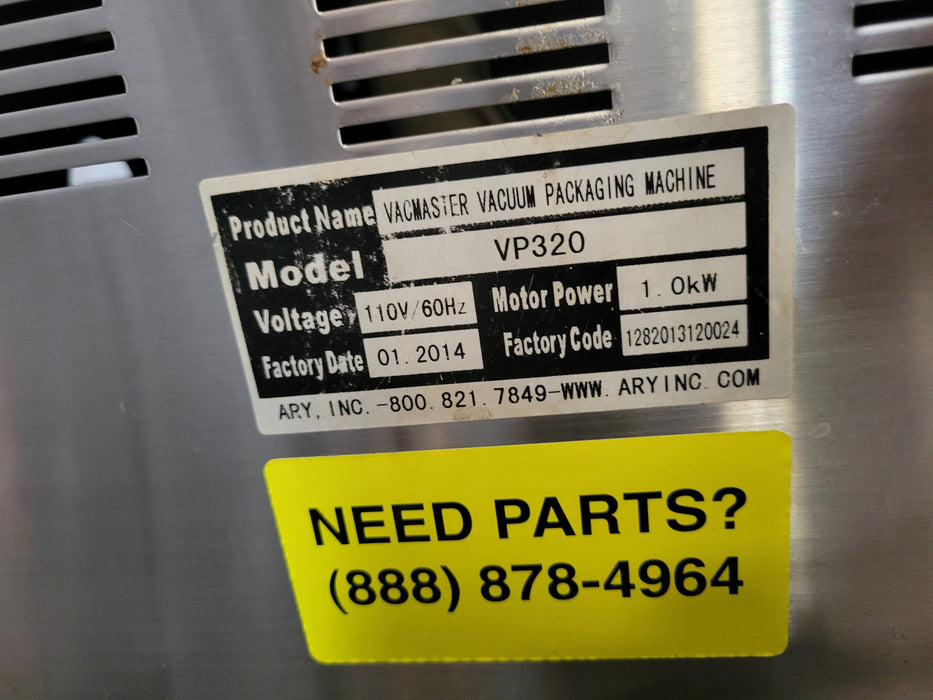 Product Name VACMASTER VACUUM PACKAGING MACHINE
Model VP320
Voltage 110V/60Hz Motor Power 1.0kW
Factory Date 01.2014 Factory Code 1282013120024
ARY, INC.-800.821.7849-WWW.ARYINC.COM
NEED PARTS?
(888) 878-4964